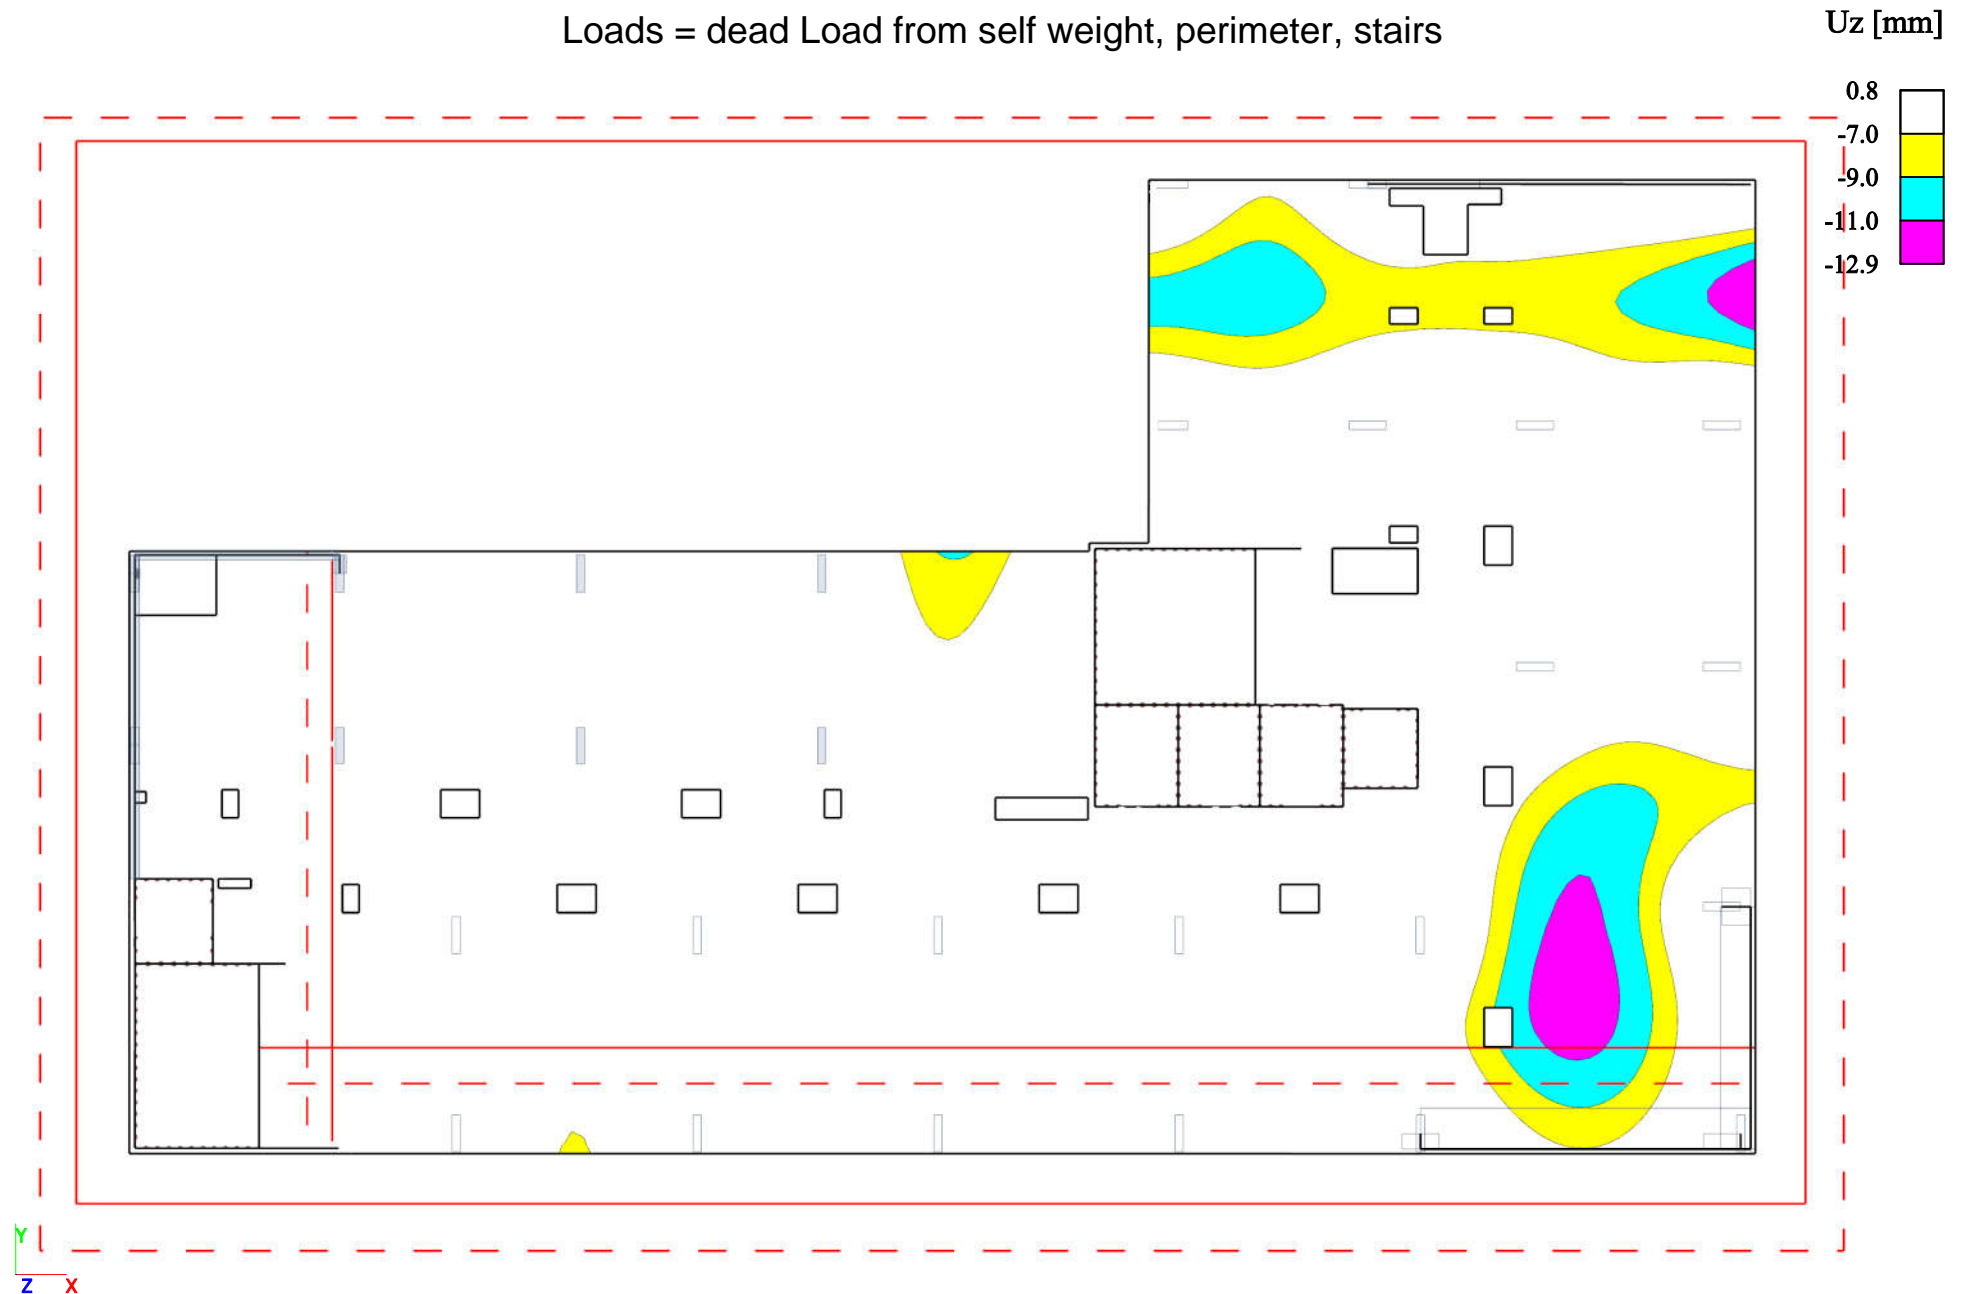 Loads = dead Load from self weight, perimeter, stairs
Uz [mm]
0.8
-7.0
-9.0
-11.0
-12.9
Y
Z X